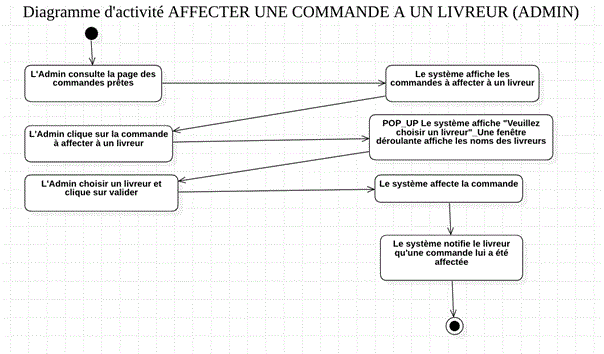 Diagramme d'activité AFFECTER UNE COMMANDE A UN LIVREUR (ADMIN)
L'Admin consulte la page des
commandes prêtes
Le système affiche les
commandes à affecter à un livreur
L'Admin clique sur la commande
à affecter à un livreur
POP_UP Le système affiche "Veuillez
choisir un livreur"_Une fenêtre
déroulante affiche les noms des livreurs
L'Admin choisir un livreur et
clique sur valider
Le système affecte la commande
Le système notifie le livreur
qu'une commande lui a été
affectée